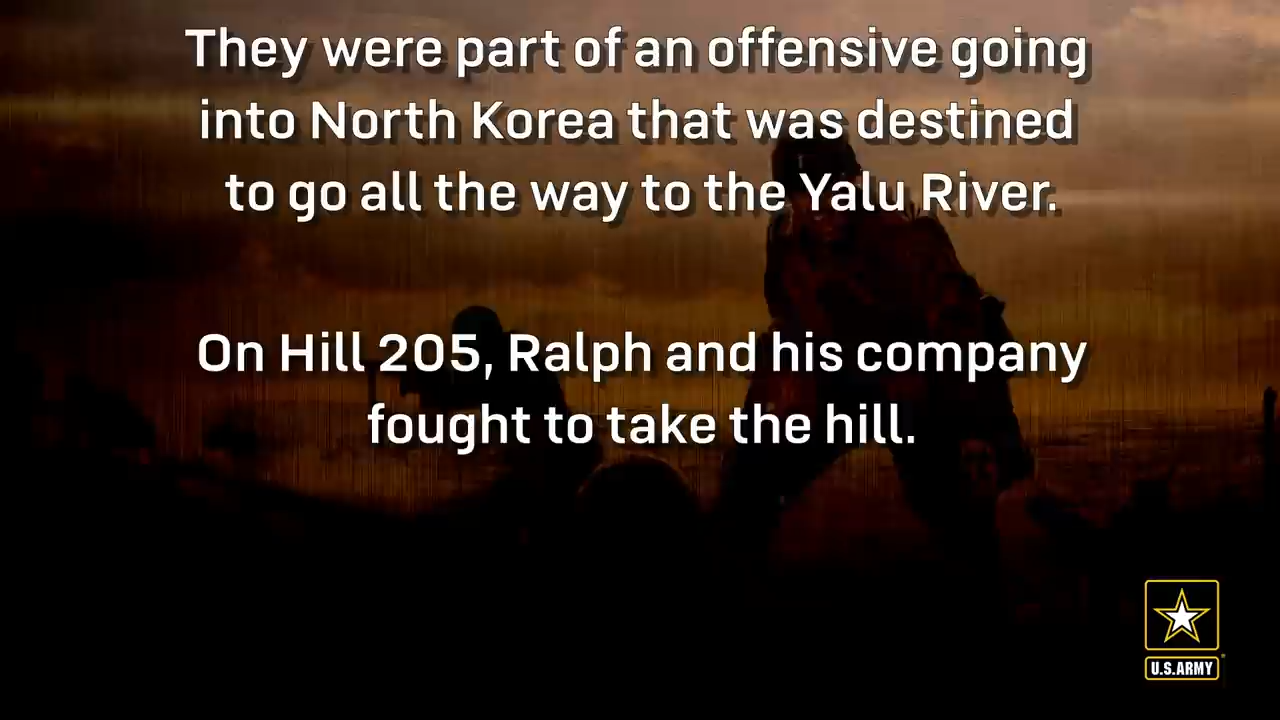 They were part of an offensive going
into North Korea that was destined
to go all the way to the Yalu River.
On Hill 205, Ralph and his company
fought to take the hill.
U.S.ARMY